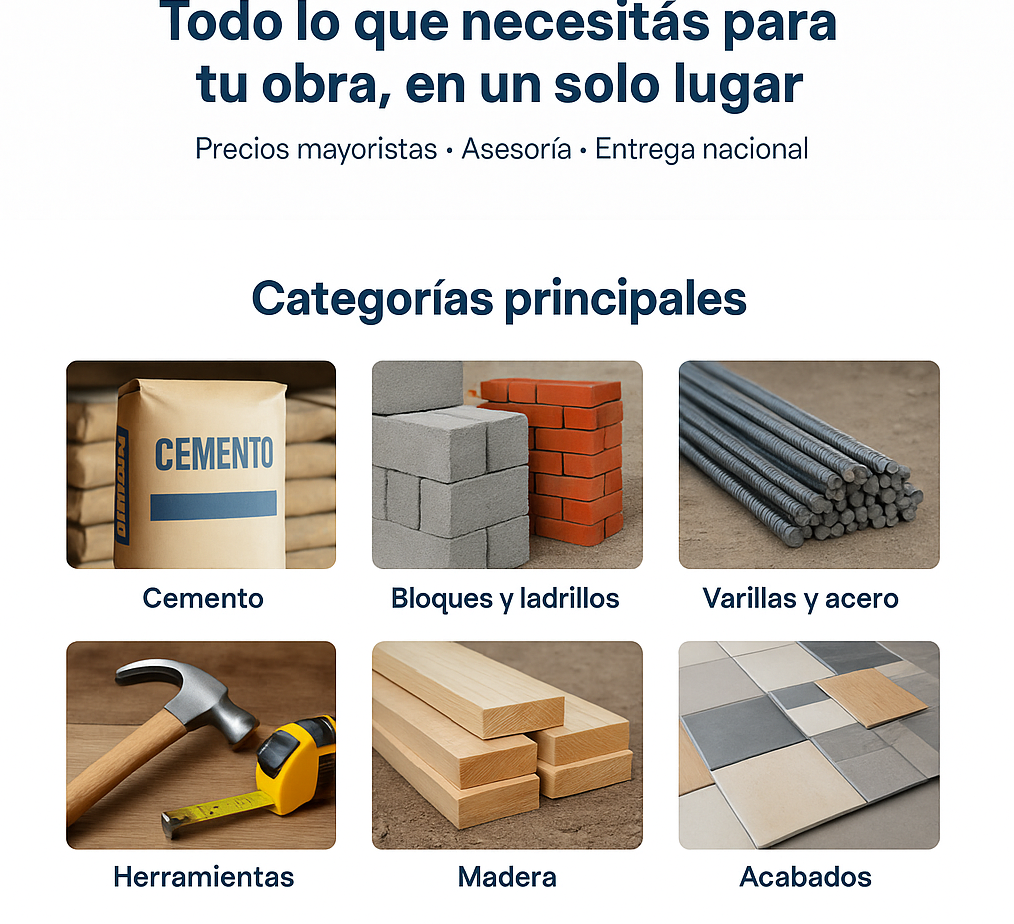 Todo lo que necesitás para
tu obra, en un solo lugar
Precios mayoristas • Asesoría • Entrega nacional
Categorías principales
CEMENTO
Cemento
Bloques y ladrillos
Varillas y acero
Herramientas
Madera
Acabados